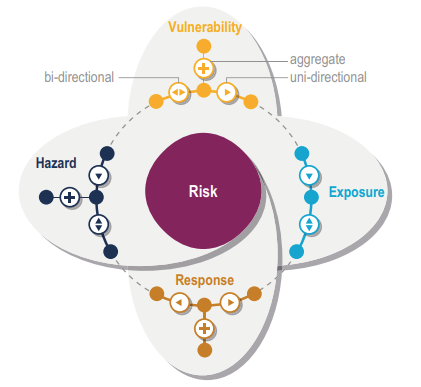 Vulnerability
aggregate
bi-directional
uni-directional
Hazard
Risk
Exposure
Response